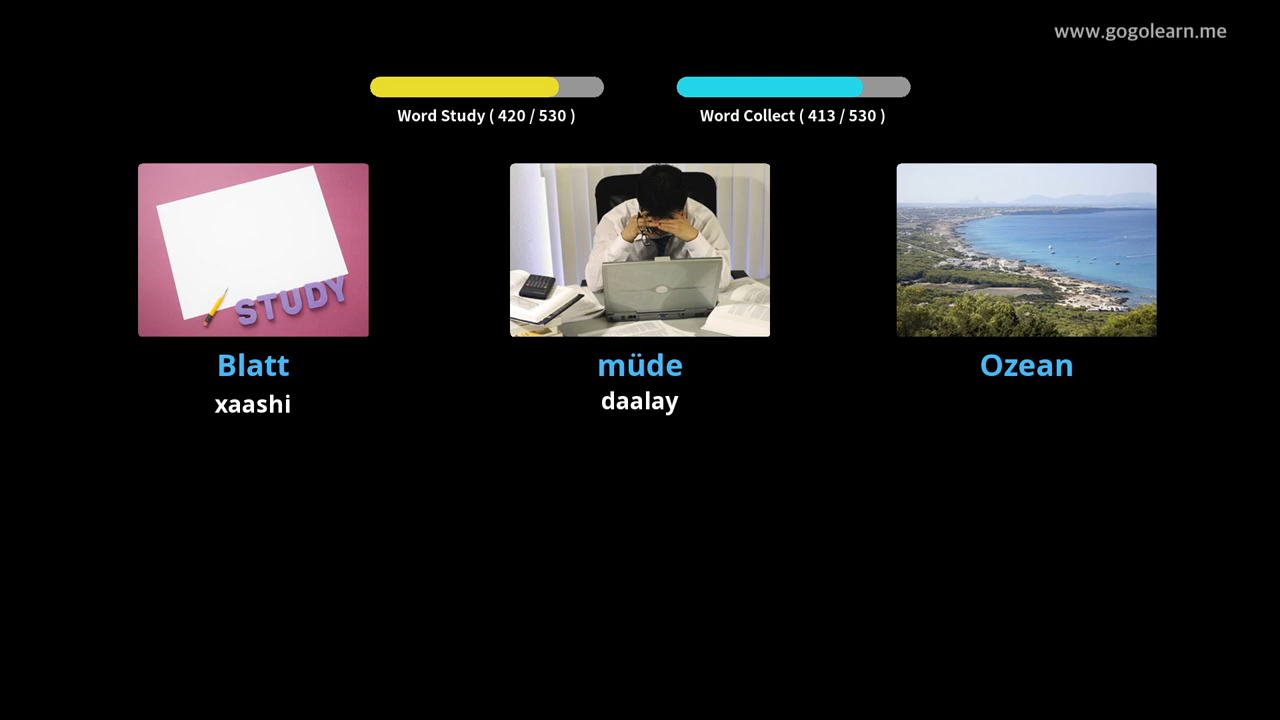 www.gogolearn.me
Word Study ( 420 / 530 )
Word Collect ( 413 / 530 )
STUDY
Blatt
xaashi
müde
daalay
Ozean